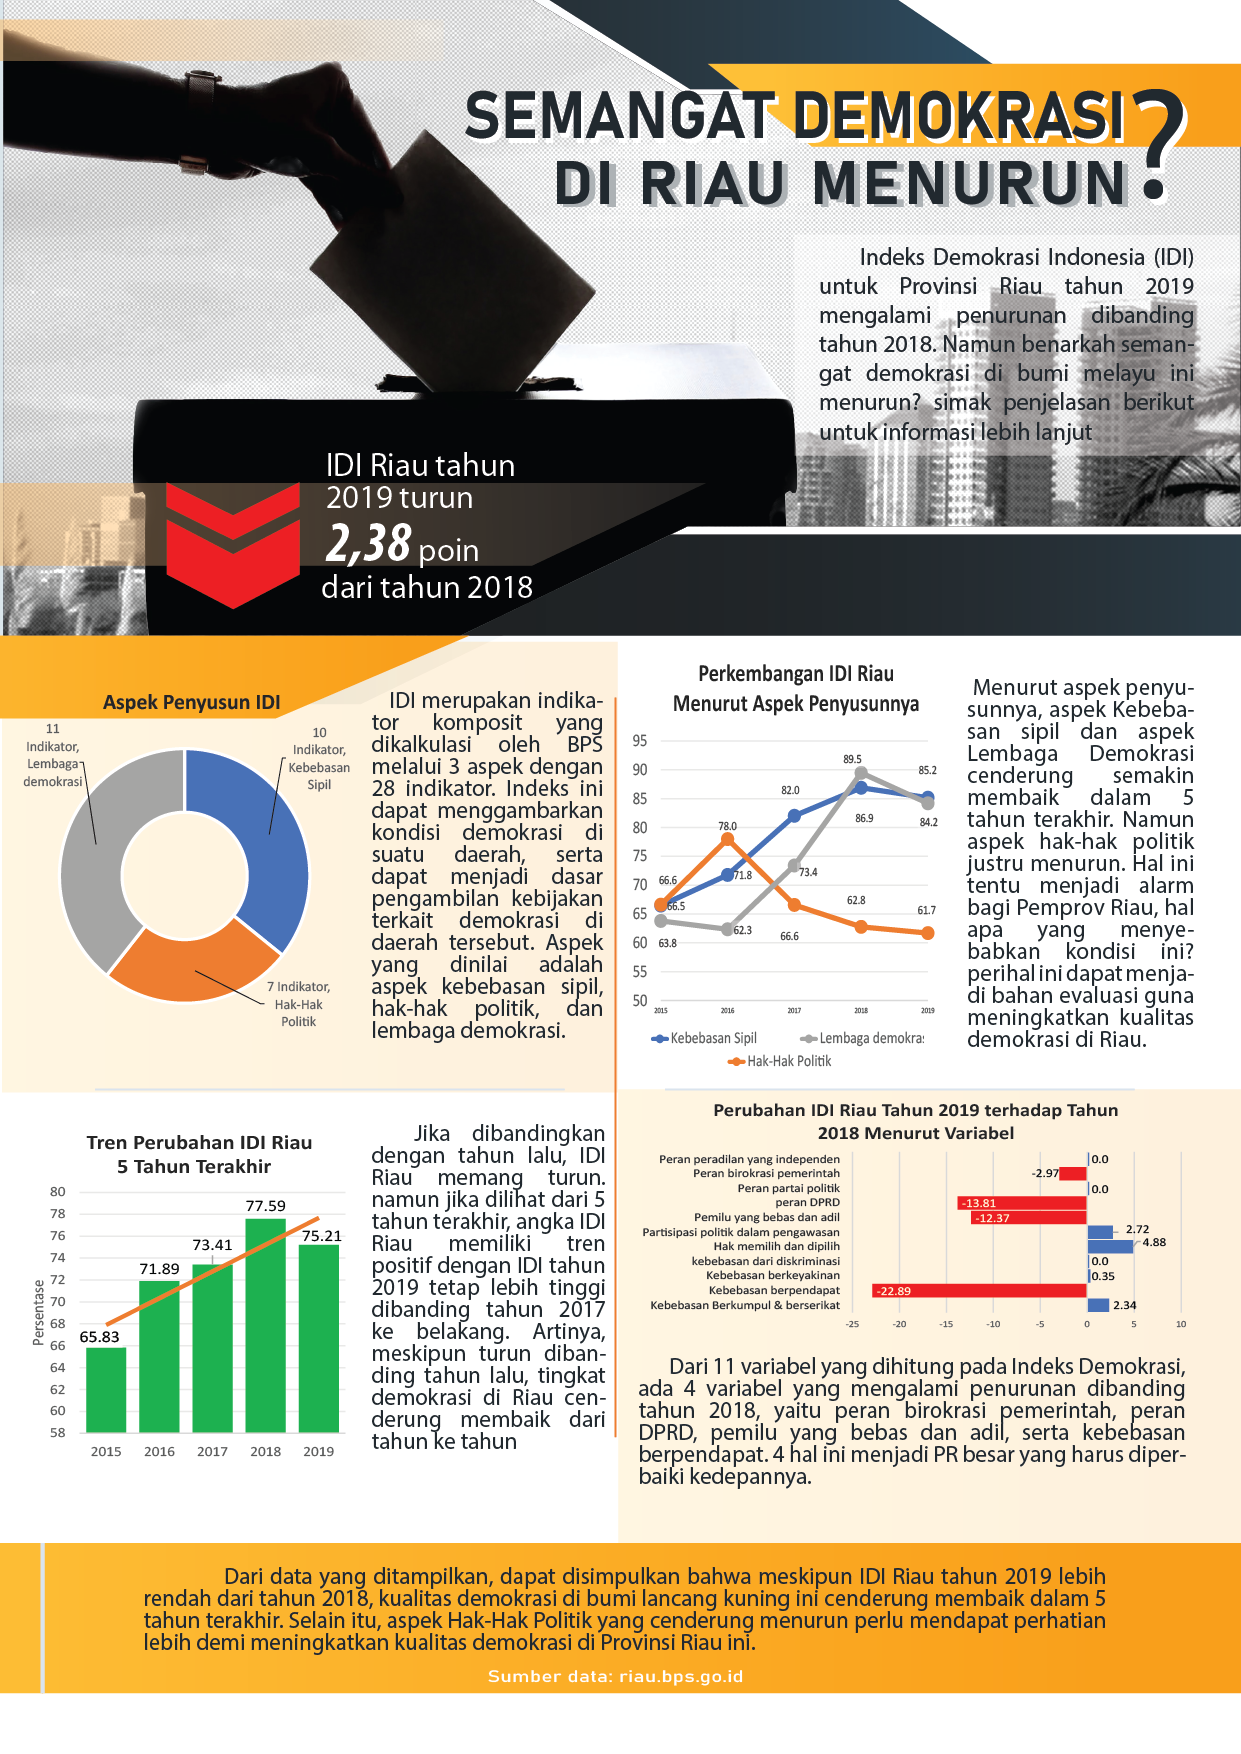 SEMANGAT DEMOKRASI
DI RIAU MENURUN?
Indeks Demokrasi Indonesia (IDI)
untuk Provinsi Riau tahun 2019
mengalami penurunan dibanding
tahun 2018. Namun benarkah seman-
gat demokrasi di bumi melayu ini
menurun? simak penjelasan berikut
untuk informasi lebih lanjut
IDI Riau tahun
2019 turun
2,38 poin
dari tahun 2018
Aspek Penyusun IDI
11
Indikator,
Lembaga
demokrasi
10
Indikator,
Kebebasan
Sipil
7 Indikator,
Hak-Hak
Politik
IDI merupakan indika-
tor komposit yang
dikalkulasi oleh BPS
melalui 3 aspek dengan
28 indikator. Indeks ini
dapat menggambarkan
kondisi demokrasi di
suatu daerah, serta
dapat menjadi dasar
pengambilan kebijakan
terkait demokrasi di
daerah tersebut. Aspek
yang dinilai adalah
aspek kebebasan sipil,
hak-hak politik, dan
lembaga demokrasi.
Perkembangan IDI Riau
Menurut Aspek Penyusunnya
95
90
85
80
75
70
65
60
55
50
66.6
66.5
63.8
78.0
71.8
62.3
82.0
73.4
66.6
89.5
86.9
62.8
85.2
84.2
61.7
2015 2016 2017 2018 2019
Kebebasan Sipil Lembaga demokras
Hak-Hak Politik
Menurut aspek penyu-
sunnya, aspek Kebeba-
san sipil dan aspek
Lembaga Demokrasi
cenderung semakin
membaik dalam 5
tahun terakhir. Namun
aspek hak-hak politik
justru menurun. Hal ini
tentu menjadi alarm
bagi Pemprov Riau, hal
apa yang menye-
babkan kondisi ini?
perihal ini dapat menja-
di bahan evaluasi guna
meningkatkan kualitas
demokrasi di Riau.
Tren Perubahan IDI Riau
5 Tahun Terakhir
Persentase
80
78
76
74
72
70
68
66
64
62
60
58
65.83
71.89
73.41
77.59
75.21
2015 2016 2017 2018 2019
Jika dibandingkan
dengan tahun lalu, IDI
Riau memang turun.
namun jika dilihat dari 5
tahun terakhir, angka IDI
Riau memiliki tren
positif dengan IDI tahun
2019 tetap lebih tinggi
dibanding tahun 2017
ke belakang. Artinya,
meskipun turun diban-
ding tahun lalu, tingkat
demokrasi di Riau cen-
derung membaik dari
tahun ke tahun
Perubahan IDI Riau Tahun 2019 terhadap Tahun
2018 Menurut Variabel
Peran peradilan yang independen 0.0
Peran birokrasi pemerintah -2.97
Peran partai politik 0.0
peran DPRD -13.81
Pemilu yang bebas dan adil -12.37
Partisipasi politik dalam pengawasan 2.72
Hak memilih dan dipilih 4.88
kebebasan dari diskriminasi 0.0
Kebebasan berkeyakinan 0.35
Kebebasan berpendapat -22.89
Kebebasan Berkumpul & berserikat 2.34
-25 -20 -15 -10 -5 0 5 10
Dari 11 variabel yang dihitung pada Indeks Demokrasi,
ada 4 variabel yang mengalami penurunan dibanding
tahun 2018, yaitu peran birokrasi pemerintah, peran
DPRD, pemilu yang bebas dan adil, serta kebebasan
berpendapat. 4 hal ini menjadi PR besar yang harus diper-
baiki kedepannya.
Dari data yang ditampilkan, dapat disimpulkan bahwa meskipun IDI Riau tahun 2019 lebih
rendah dari tahun 2018, kualitas demokrasi di bumi lancang kuning ini cenderung membaik dalam 5
tahun terakhir. Selain itu, aspek Hak-Hak Politik yang cenderung menurun perlu mendapat perhatian
lebih demi meningkatkan kualitas demokrasi di Provinsi Riau ini.
Sumber data: riau.bps.go.id